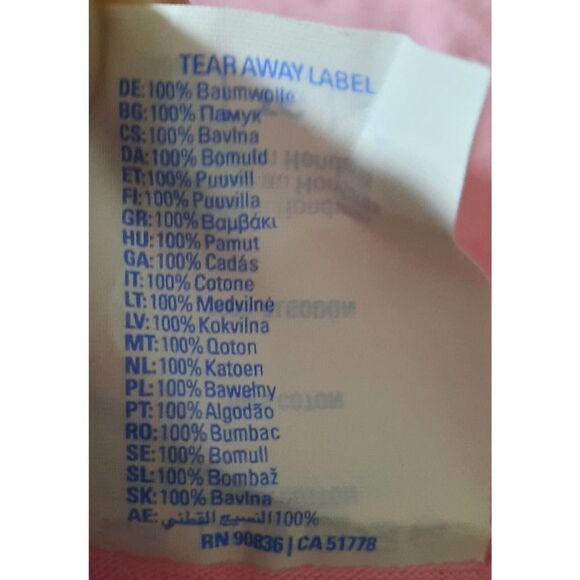 TEAR AWAY LABEL
DE:100% Baumwolle
BG:100% Памук
CS:100% Bavlna
DA:100% Bomuld
ET:100% Puuvill
FI:100% Puuvilla
GR:100% Βαμβάκι
HU:100% Pamut
GA:100% Cadás
IT:100% Cotone
LT:100% Medvilnė
LV:100% Kokvilna
MT:100% Qoton
NL:100% Katoen
PL:100% Bawełny
PT:100% Algodão
RO:100% Bumbac
SE:100% Bomull
SL:100% Bombaž
SK:100% Bavlna
AE: النسيج القطني 100%
RN 90836 | CA 51778